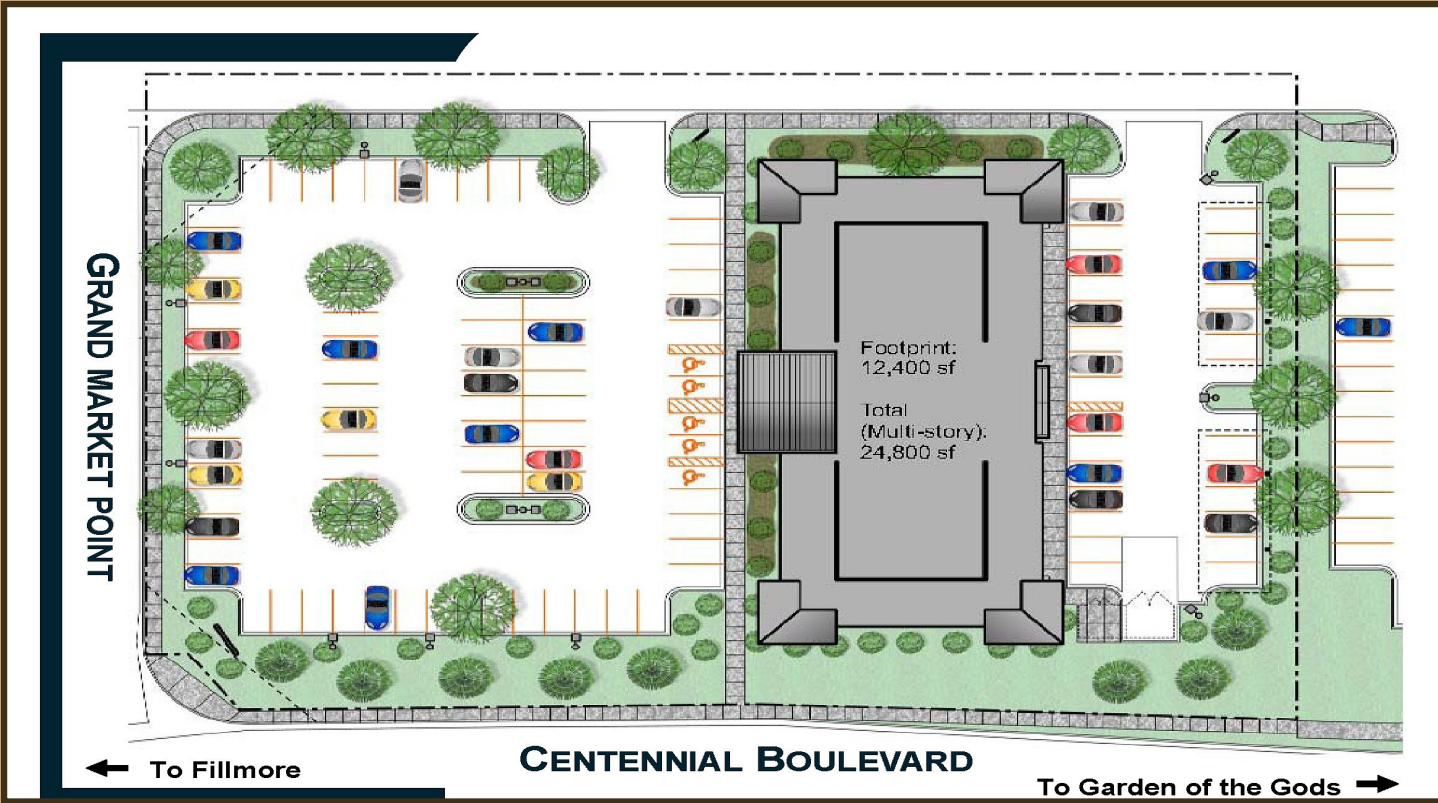 GRAND MARKET POINT
Footprint:
12,400 sf
Total
(Multi-story):
24,800 sf
CENTENNIAL BOULEVARD
To Fillmore
To Garden of the Gods